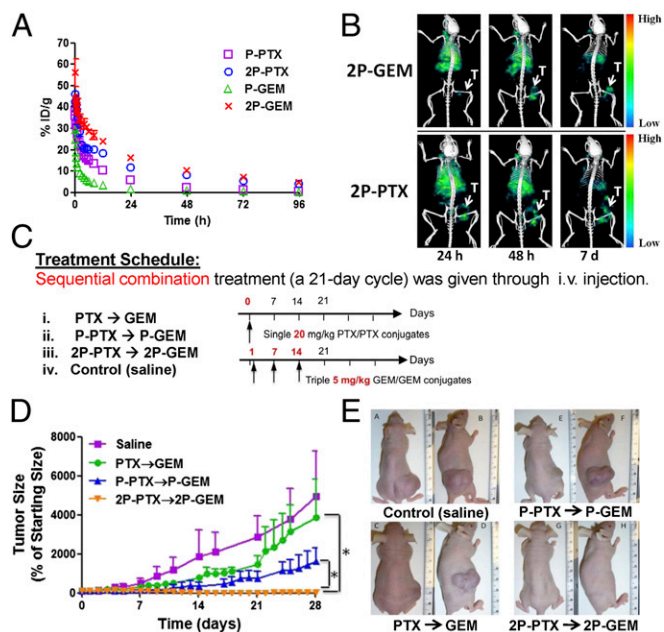 A
% ID/g
70
60
50
40
30
20
10
0
0 24 48 72 96
Time (h)
P-PTX
2P-PTX
P-GEM
2P-GEM
B
2P-GEM
2P-PTX
T T T
T T T
High
Low
High
Low
24 h 48 h 7 d
C
Treatment Schedule:
Sequential combination treatment (a 21-day cycle) was given through i.v. injection.
i. PTX → GEM
ii. P-PTX → P-GEM
iii. 2P-PTX → 2P-GEM
iv. Control (saline)
0 7 14 21
Days
Single 20 mg/kg PTX/PTX conjugates
1 7 14 21
Days
Triple 5 mg/kg GEM/GEM conjugates
D
Tumor Size
(% of Starting Size)
8000
6000
4000
2000
0
0 7 14 21 28
Time (days)
Saline
PTX→GEM
P-PTX→P-GEM
2P-PTX→2P-GEM
*
*
E
A B E F
Control (saline) P-PTX → P-GEM
C D G H
PTX → GEM 2P-PTX → 2P-GEM